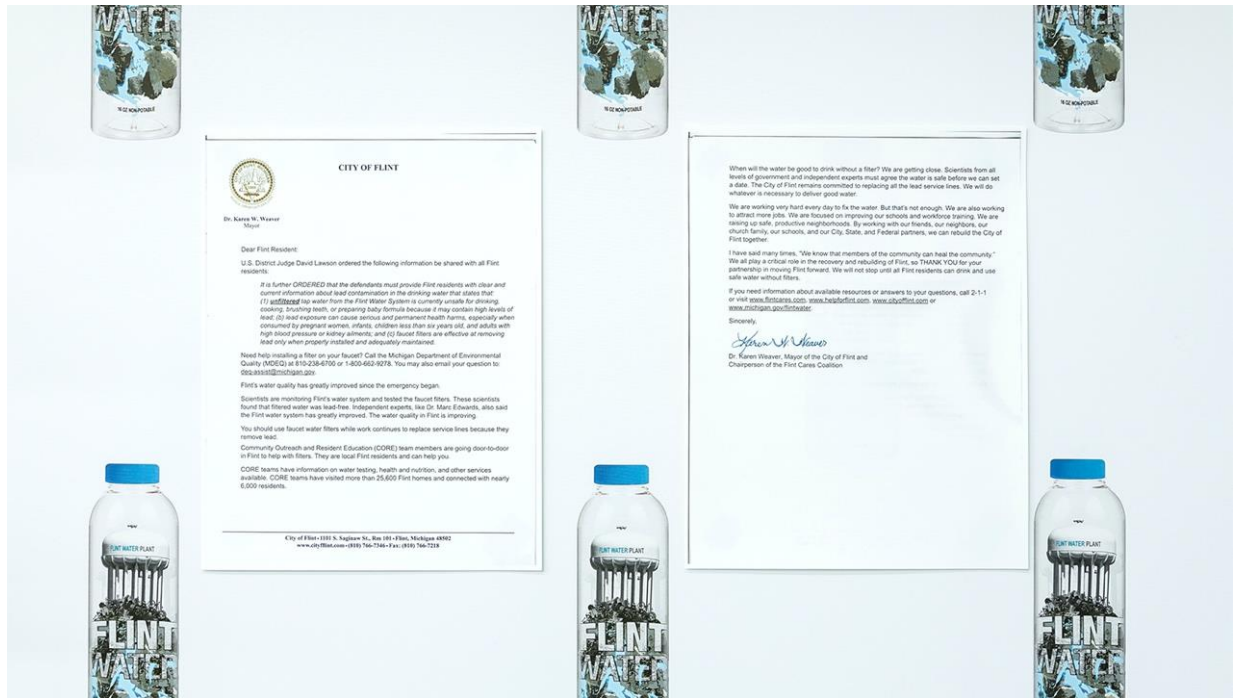 WATER
16 OZ NON-POTABLE
WATER
16 OZ NON-POTABLE
WATER
16 OZ NON-POTABLE
CITY OF FLINT
Dr. Karen W. Weaver
Mayor
Dear Flint Resident:
U.S. District Judge David Lawson ordered the following information be shared with all Flint
residents:
It is further ORDERED that the defendants must provide Flint residents with clear and
current information about lead contamination in the drinking water that states that:
(1) unfiltered tap water from the Flint Water System is currently unsafe for drinking,
cooking, brushing teeth, or preparing baby formula because it may contain high levels of
lead; (b) lead exposure can cause serious and permanent health harms, especially when
consumed by pregnant women, infants, children less than six years old, and adults with
high blood pressure or kidney ailments; and (c) faucet filters are effective at removing
lead only when properly installed and adequately maintained.
Need help installing a filter on your faucet? Call the Michigan Department of Environmental
Quality (MDEQ) at 810-238-6700 or 1-800-662-9278. You may also email your question to
deq-assist@michigan.gov.
Flint's water quality has greatly improved since the emergency began.
Scientists are monitoring Flint's water system and tested the faucet filters. These scientists
found that filtered water was lead-free. Independent experts, like Dr. Marc Edwards, also said
the Flint water system has greatly improved. The water quality in Flint is improving.
You should use faucet water filters while work continues to replace service lines because they
remove lead.
Community Outreach and Resident Education (CORE) team members are going door-to-door
in Flint to help with filters. They are local Flint residents and can help you.
CORE teams have information on water testing, health and nutrition, and other services
available. CORE teams have visited more than 25,600 Flint homes and connected with nearly
6,000 residents.
City of Flint • 1101 S. Saginaw St., Rm 101 • Flint, Michigan 48502
www.cityfflint.com • (810) 766-7346 • Fax: (810) 766-7218
When will the water be good to drink without a filter? We are getting close. Scientists from all
levels of government and independent experts must agree the water is safe before we can set
a date. The City of Flint remains committed to replacing all the lead service lines. We will do
whatever is necessary to deliver good water.
We are working very hard every day to fix the water. But that's not enough. We are also working
to attract more jobs. We are focused on improving our schools and workforce training. We are
raising up safe, productive neighborhoods. By working with our friends, our neighbors, our
church family, our schools, and our City, State, and Federal partners, we can rebuild the City of
Flint together.
I have said many times, "We know that members of the community can heal the community."
We all play a critical role in the recovery and rebuilding of Flint, so THANK YOU for your
partnership in moving Flint forward. We will not stop until all Flint residents can drink and use
safe water without filters.
If you need information about available resources or answers to your questions, call 2-1-1
or visit www.flintcares.com, www.helpforflint.com, www.cityofflint.com or
www.michigan.gov/flintwater.
Sincerely,
Karen W. Weaver
Dr. Karen Weaver, Mayor of the City of Flint and
Chairperson of the Flint Cares Coalition
FLINT WATER PLANT
FLINT
WATER
FLINT WATER PLANT
FLINT
WATER
FLINT WATER PLANT
FLINT
WATER